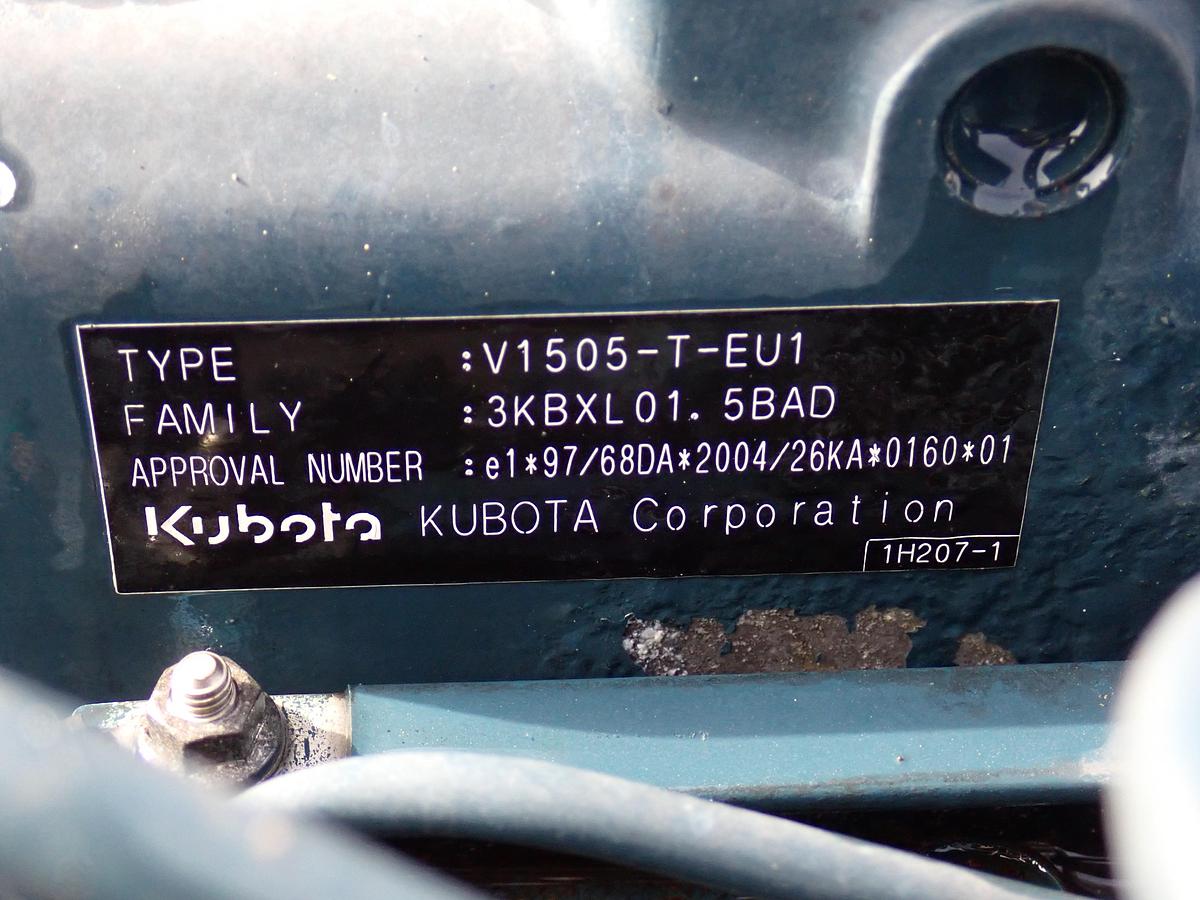 TYPE :V1505-T-EU1
FAMILY :3KBXL01.5BAD
APPROVAL NUMBER :e1*97/68DA*2004/26KA*0160*01
Kubota KUBOTA Corporation
1H207-1